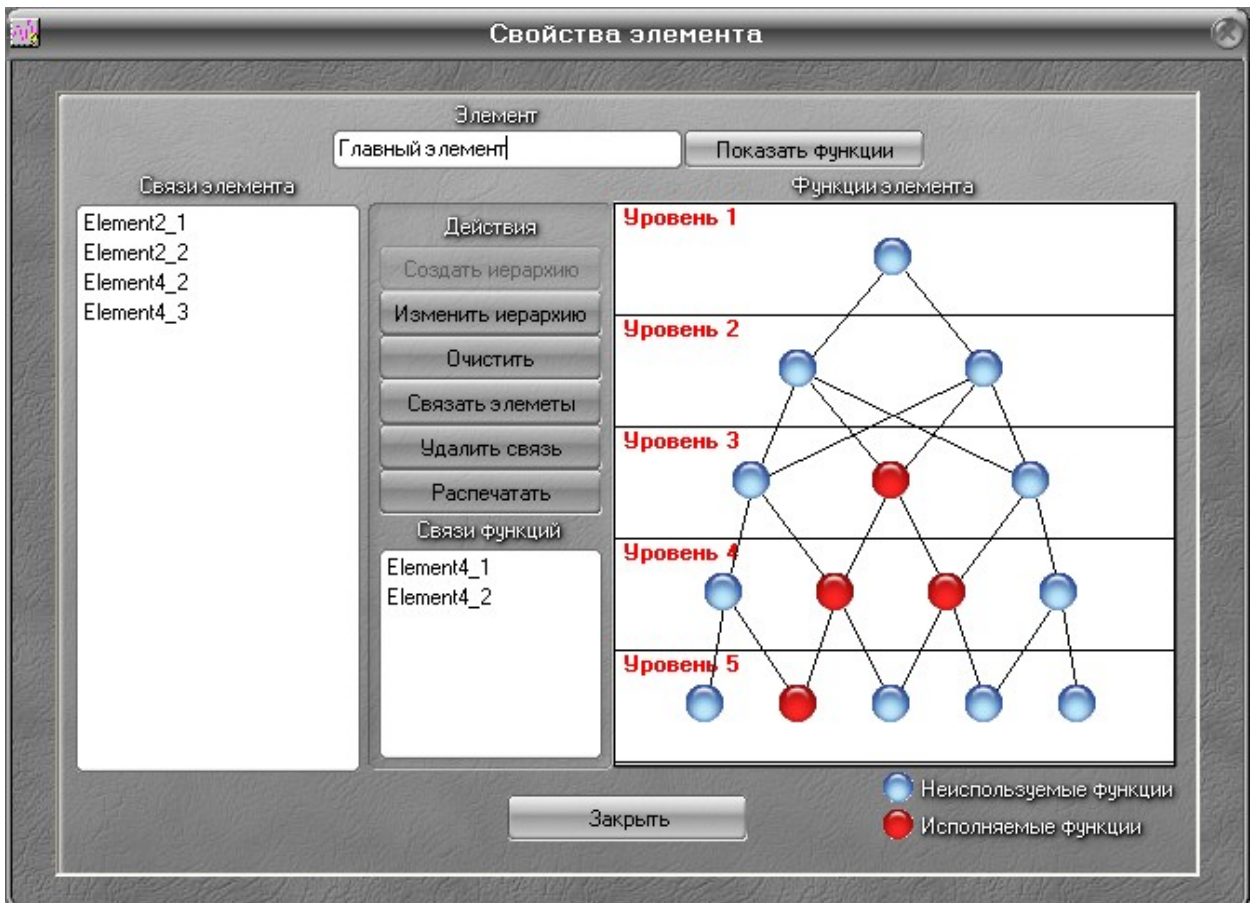 Свойства элемента
Элемент
Главный элемент
Показать функции
Связи элемента
Element2_1
Element2_2
Element4_2
Element4_3
Действия
Создать иерархию
Изменить иерархию
Очистить
Связать элеметы
Удалить связь
Распечатать
Связи функций
Element4_1
Element4_2
Функции элемента
Уровень 1
Уровень 2
Уровень 3
Уровень 4
Уровень 5
Неиспользуемые функции
Исполняемые функции
Закрыть